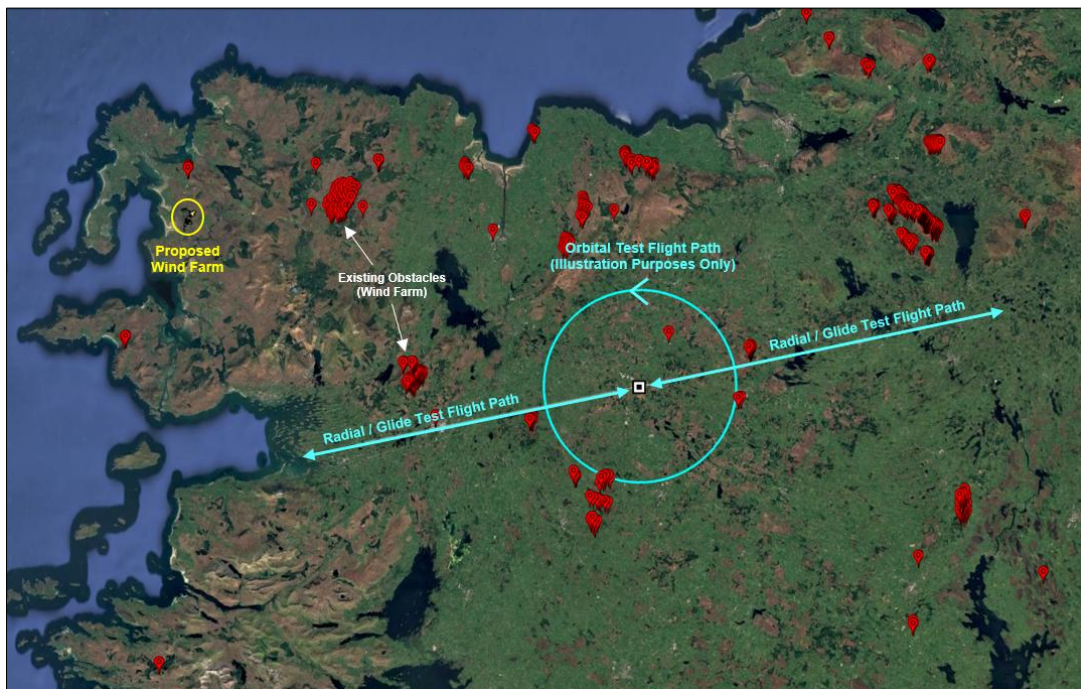 Proposed
Wind Farm
Existing Obstacles
(Wind Farm)
Orbital Test Flight Path
(Illustration Purposes Only)
Radial / Glide Test Flight Path
Radial / Glide Test Flight Path